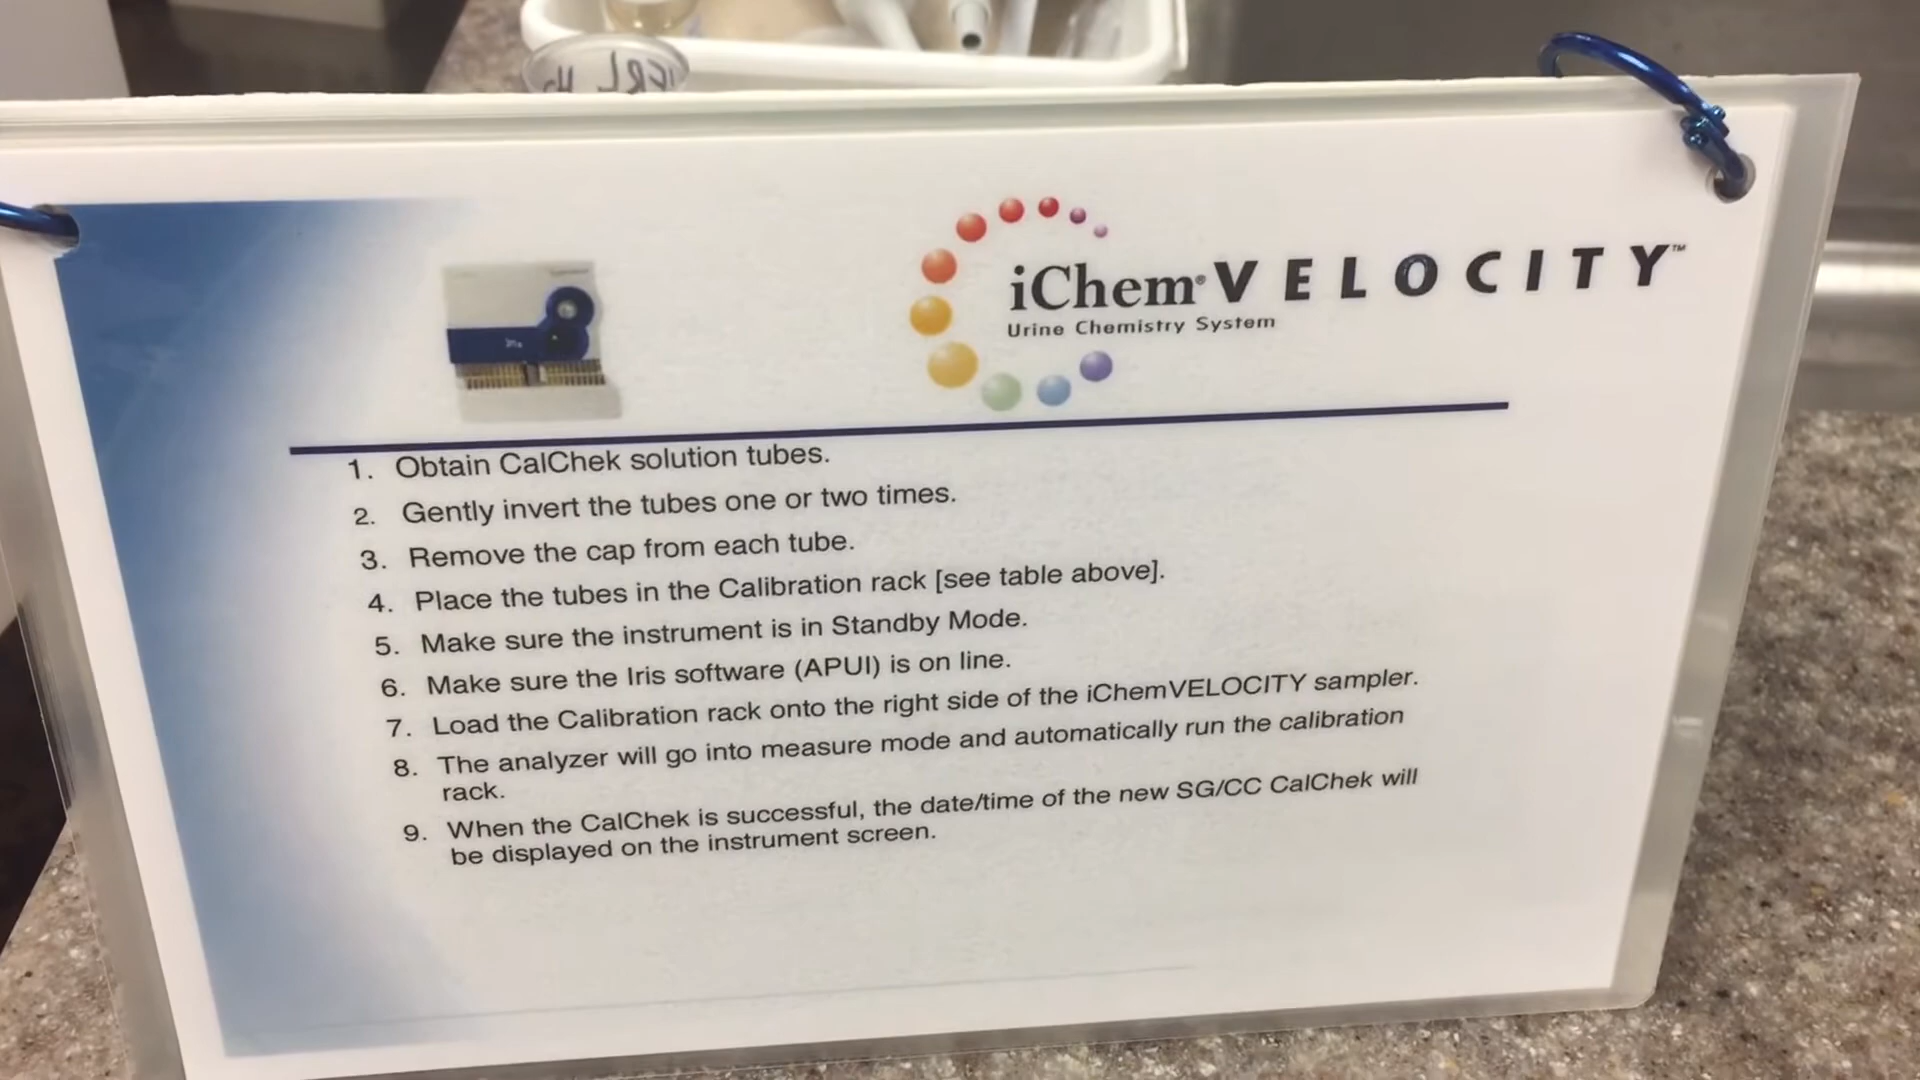 iChem® VELOCITY™
Urine Chemistry System
1. Obtain CalChek solution tubes.
2. Gently invert the tubes one or two times.
3. Remove the cap from each tube.
4. Place the tubes in the Calibration rack [see table above].
5. Make sure the instrument is in Standby Mode.
6. Make sure the Iris software (APUI) is on line.
7. Load the Calibration rack onto the right side of the iChemVELOCITY sampler.
8. The analyzer will go into measure mode and automatically run the calibration
rack.
9. When the CalChek is successful, the date/time of the new SG/CC CalChek will
be displayed on the instrument screen.